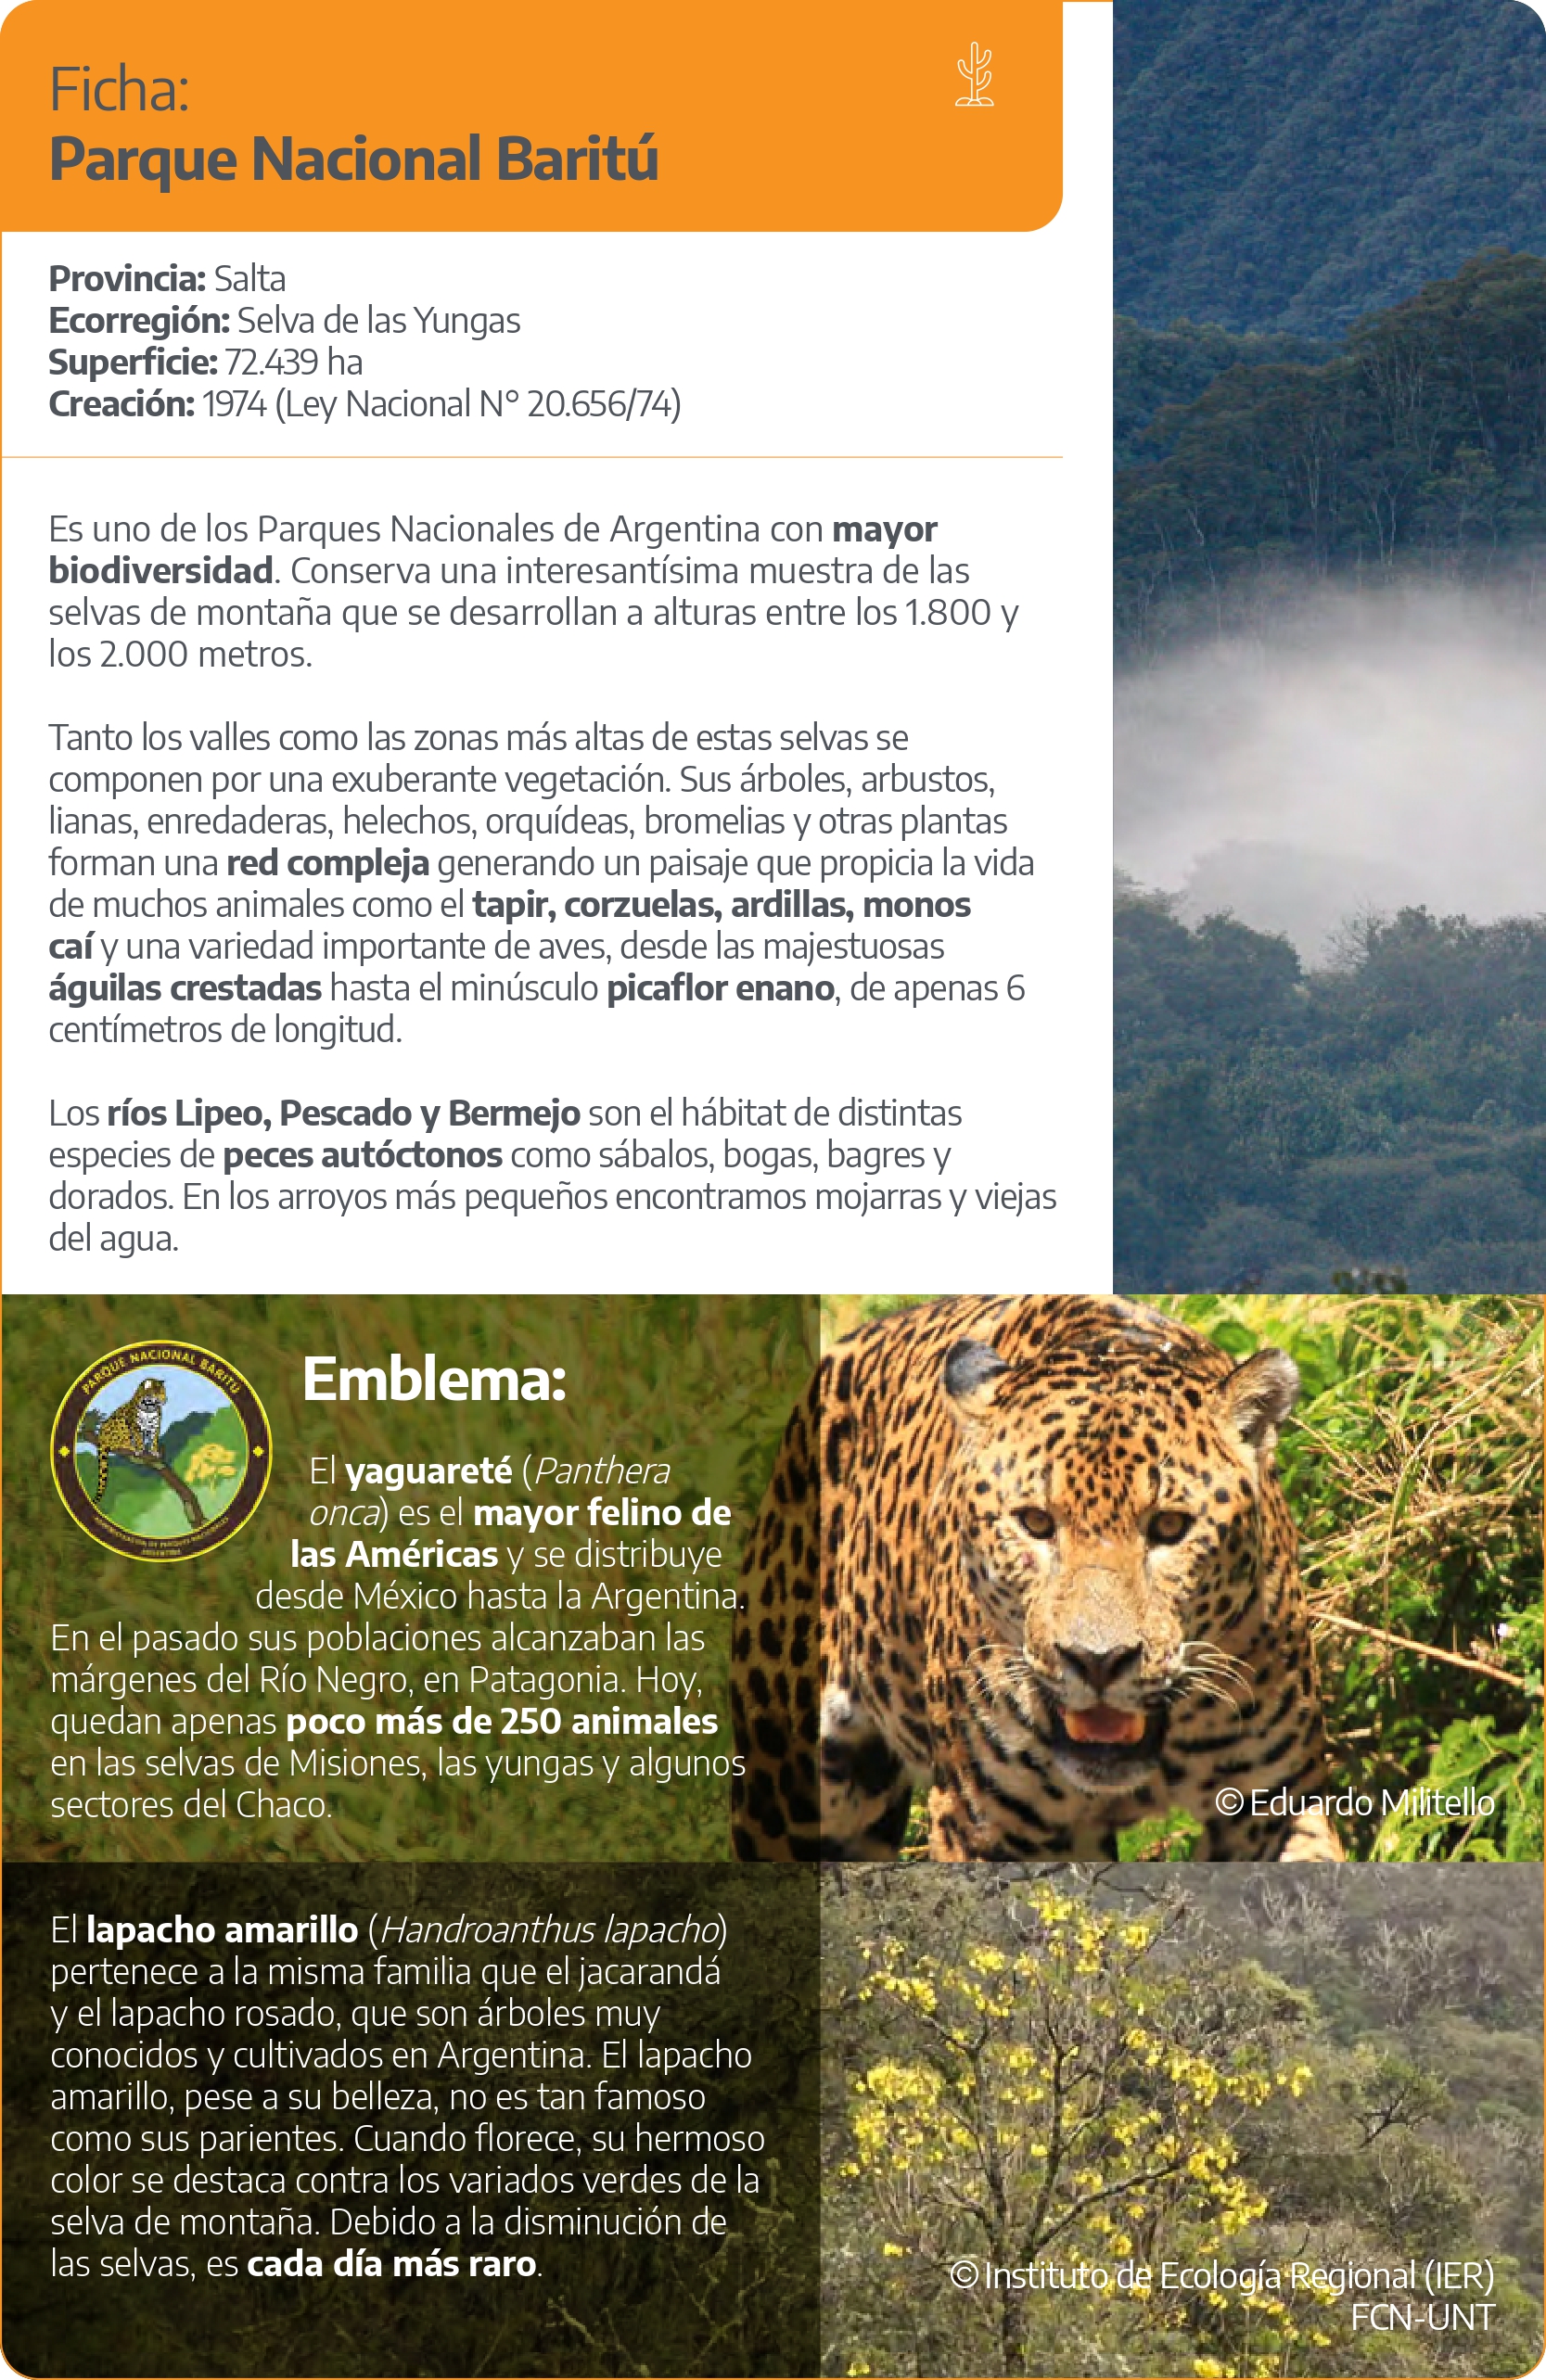 Ficha:
Parque Nacional Baritú
Provincia: Salta
Ecorregión: Selva de las Yungas
Superficie: 72.439 ha
Creación: 1974 (Ley Nacional N° 20.656/74)
Es uno de los Parques Nacionales de Argentina con mayor
biodiversidad. Conserva una interesantísima muestra de las
selvas de montaña que se desarrollan a alturas entre los 1.800 y
los 2.000 metros.
Tanto los valles como las zonas más altas de estas selvas se
componen por una exuberante vegetación. Sus árboles, arbustos,
lianas, enredaderas, helechos, orquídeas, bromelias y otras plantas
forman una red compleja generando un paisaje que propicia la vida
de muchos animales como el tapir, corzuelas, ardillas, monos
caí y una variedad importante de aves, desde las majestuosas
águilas crestadas hasta el minúsculo picaflor enano, de apenas 6
centímetros de longitud.
Los ríos Lipeo, Pescado y Bermejo son el hábitat de distintas
especies de peces autóctonos como sábalos, bogas, bagres y
dorados. En los arroyos más pequeños encontramos mojarras y viejas
del agua.
PARQUE NACIONAL BARITÚ
ADMINISTRACIÓN DE PARQUES NACIONALES
ARGENTINA
Emblema:
El yaguareté (Panthera
onca) es el mayor felino de
las Américas y se distribuye
desde México hasta la Argentina.
En el pasado sus poblaciones alcanzaban las
márgenes del Río Negro, en Patagonia. Hoy,
quedan apenas poco más de 250 animales
en las selvas de Misiones, las yungas y algunos
sectores del Chaco.
© Eduardo Militello
El lapacho amarillo (Handroanthus lapacho)
pertenece a la misma familia que el jacarandá
y el lapacho rosado, que son árboles muy
conocidos y cultivados en Argentina. El lapacho
amarillo, pese a su belleza, no es tan famoso
como sus parientes. Cuando florece, su hermoso
color se destaca contra los variados verdes de la
selva de montaña. Debido a la disminución de
las selvas, es cada día más raro.
© Instituto de Ecología Regional (IER)
FCN-UNT